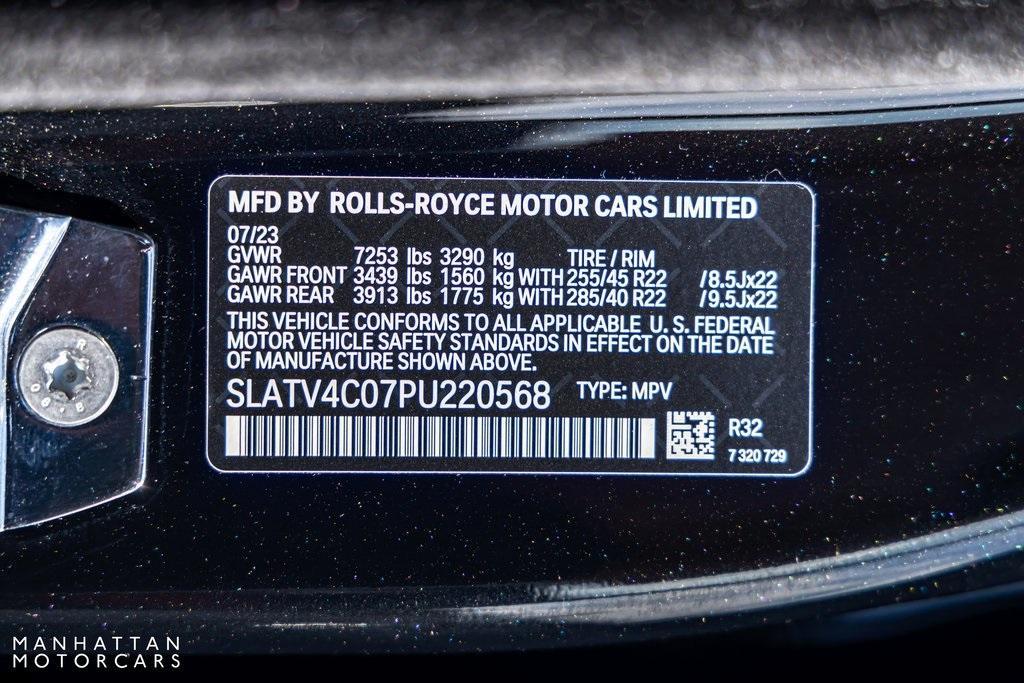 MFD BY ROLLS-ROYCE MOTOR CARS LIMITED
07/23
GVWR 7253 lbs 3290 kg TIRE / RIM
GAWR FRONT 3439 lbs 1560 kg WITH 255/45 R22 /8.5Jx22
GAWR REAR 3913 lbs 1775 kg WITH 285/40 R22 /9.5Jx22
THIS VEHICLE CONFORMS TO ALL APPLICABLE U. S. FEDERAL
MOTOR VEHICLE SAFETY STANDARDS IN EFFECT ON THE DATE
OF MANUFACTURE SHOWN ABOVE.
SLATV4C07PU220568 TYPE: MPV
R32
7 320 729
MANHATTAN
MOTORCARS